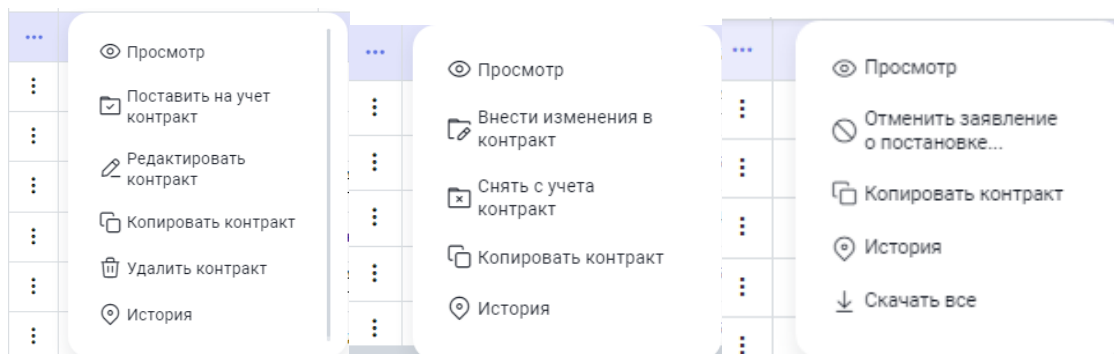 Просмотр
Поставить на учет
контракт
Редактировать
контракт
Копировать контракт
Удалить контракт
История
Просмотр
Внести изменения в
контракт
Снять с учета
контракт
Копировать контракт
История
Просмотр
Отменить заявление
о постановке...
Копировать контракт
История
Скачать все